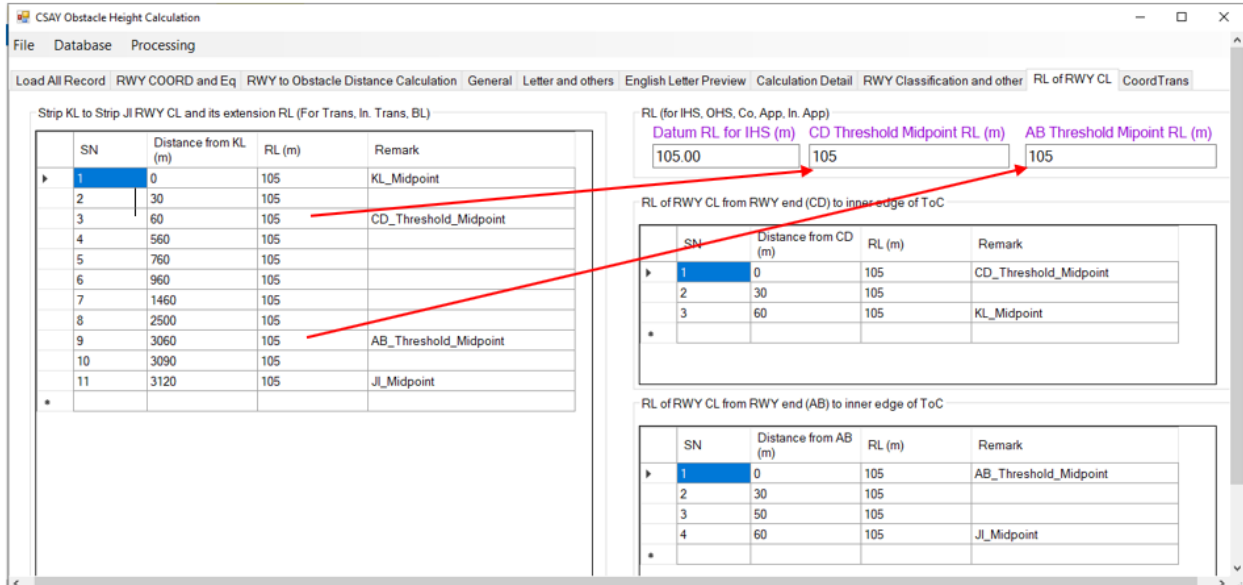 CSAY Obstacle Height Calculation
File Database Processing
Load All Record RWY COORD and Eq RWY to Obstacle Distance Calculation General Letter and others English Letter Preview Calculation Detail RWY Classification and other RL of RWY CL CoordTrans
Strip KL to Strip JI RWY CL and its extension RL (For Trans, In. Trans, BL)
SN Distance from KL (m) RL (m) Remark
1 0 105 KL_Midpoint
2 30 105
3 60 105 CD_Threshold_Midpoint
4 560 105
5 760 105
6 960 105
7 1460 105
8 2500 105
9 3060 105 AB_Threshold_Midpoint
10 3090 105
11 3120 105 JI_Midpoint
RL (for IHS, OHS, Co, App, In. App)
Datum RL for IHS (m) CD Threshold Midpoint RL (m) AB Threshold Mipoint RL (m)
105.00 105 105
RL of RWY CL from RWY end (CD) to inner edge of ToC
SN Distance from CD (m) RL (m) Remark
1 0 105 CD_Threshold_Midpoint
2 30 105
3 60 105 KL_Midpoint
RL of RWY CL from RWY end (AB) to inner edge of ToC
SN Distance from AB (m) RL (m) Remark
1 0 105 AB_Threshold_Midpoint
2 30 105
3 50 105
4 60 105 JI_Midpoint